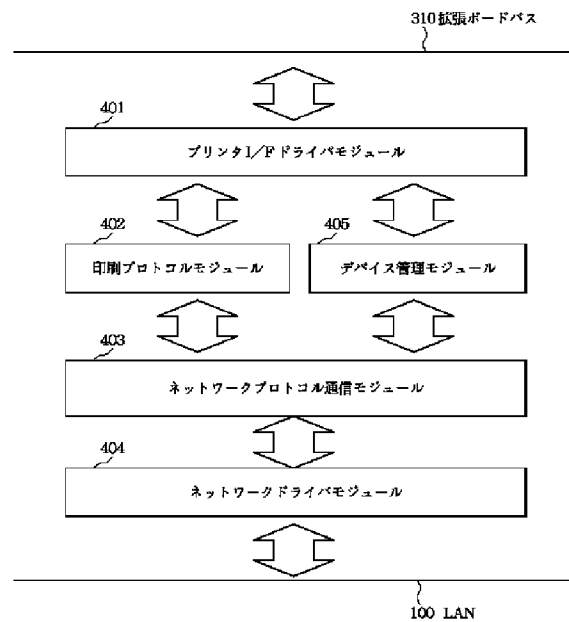 310拡張ボードバス
401
プリンタI/Fドライバモジュール
402
印刷プロトコルモジュール
405
デバイス管理モジュール
403
ネットワークプロトコル通信モジュール
404
ネットワークドライバモジュール
100 LAN